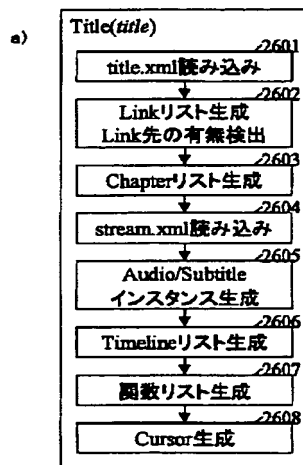 a)
Title(title)
2601
title.xml読み込み
2602
Linkリスト生成
Link先の有無検出
2603
Chapterリスト生成
2604
stream.xml読み込み
2605
Audio/Subtitle
インスタンス生成
2606
Timelineリスト生成
2607
関数リスト生成
2608
Cursor生成